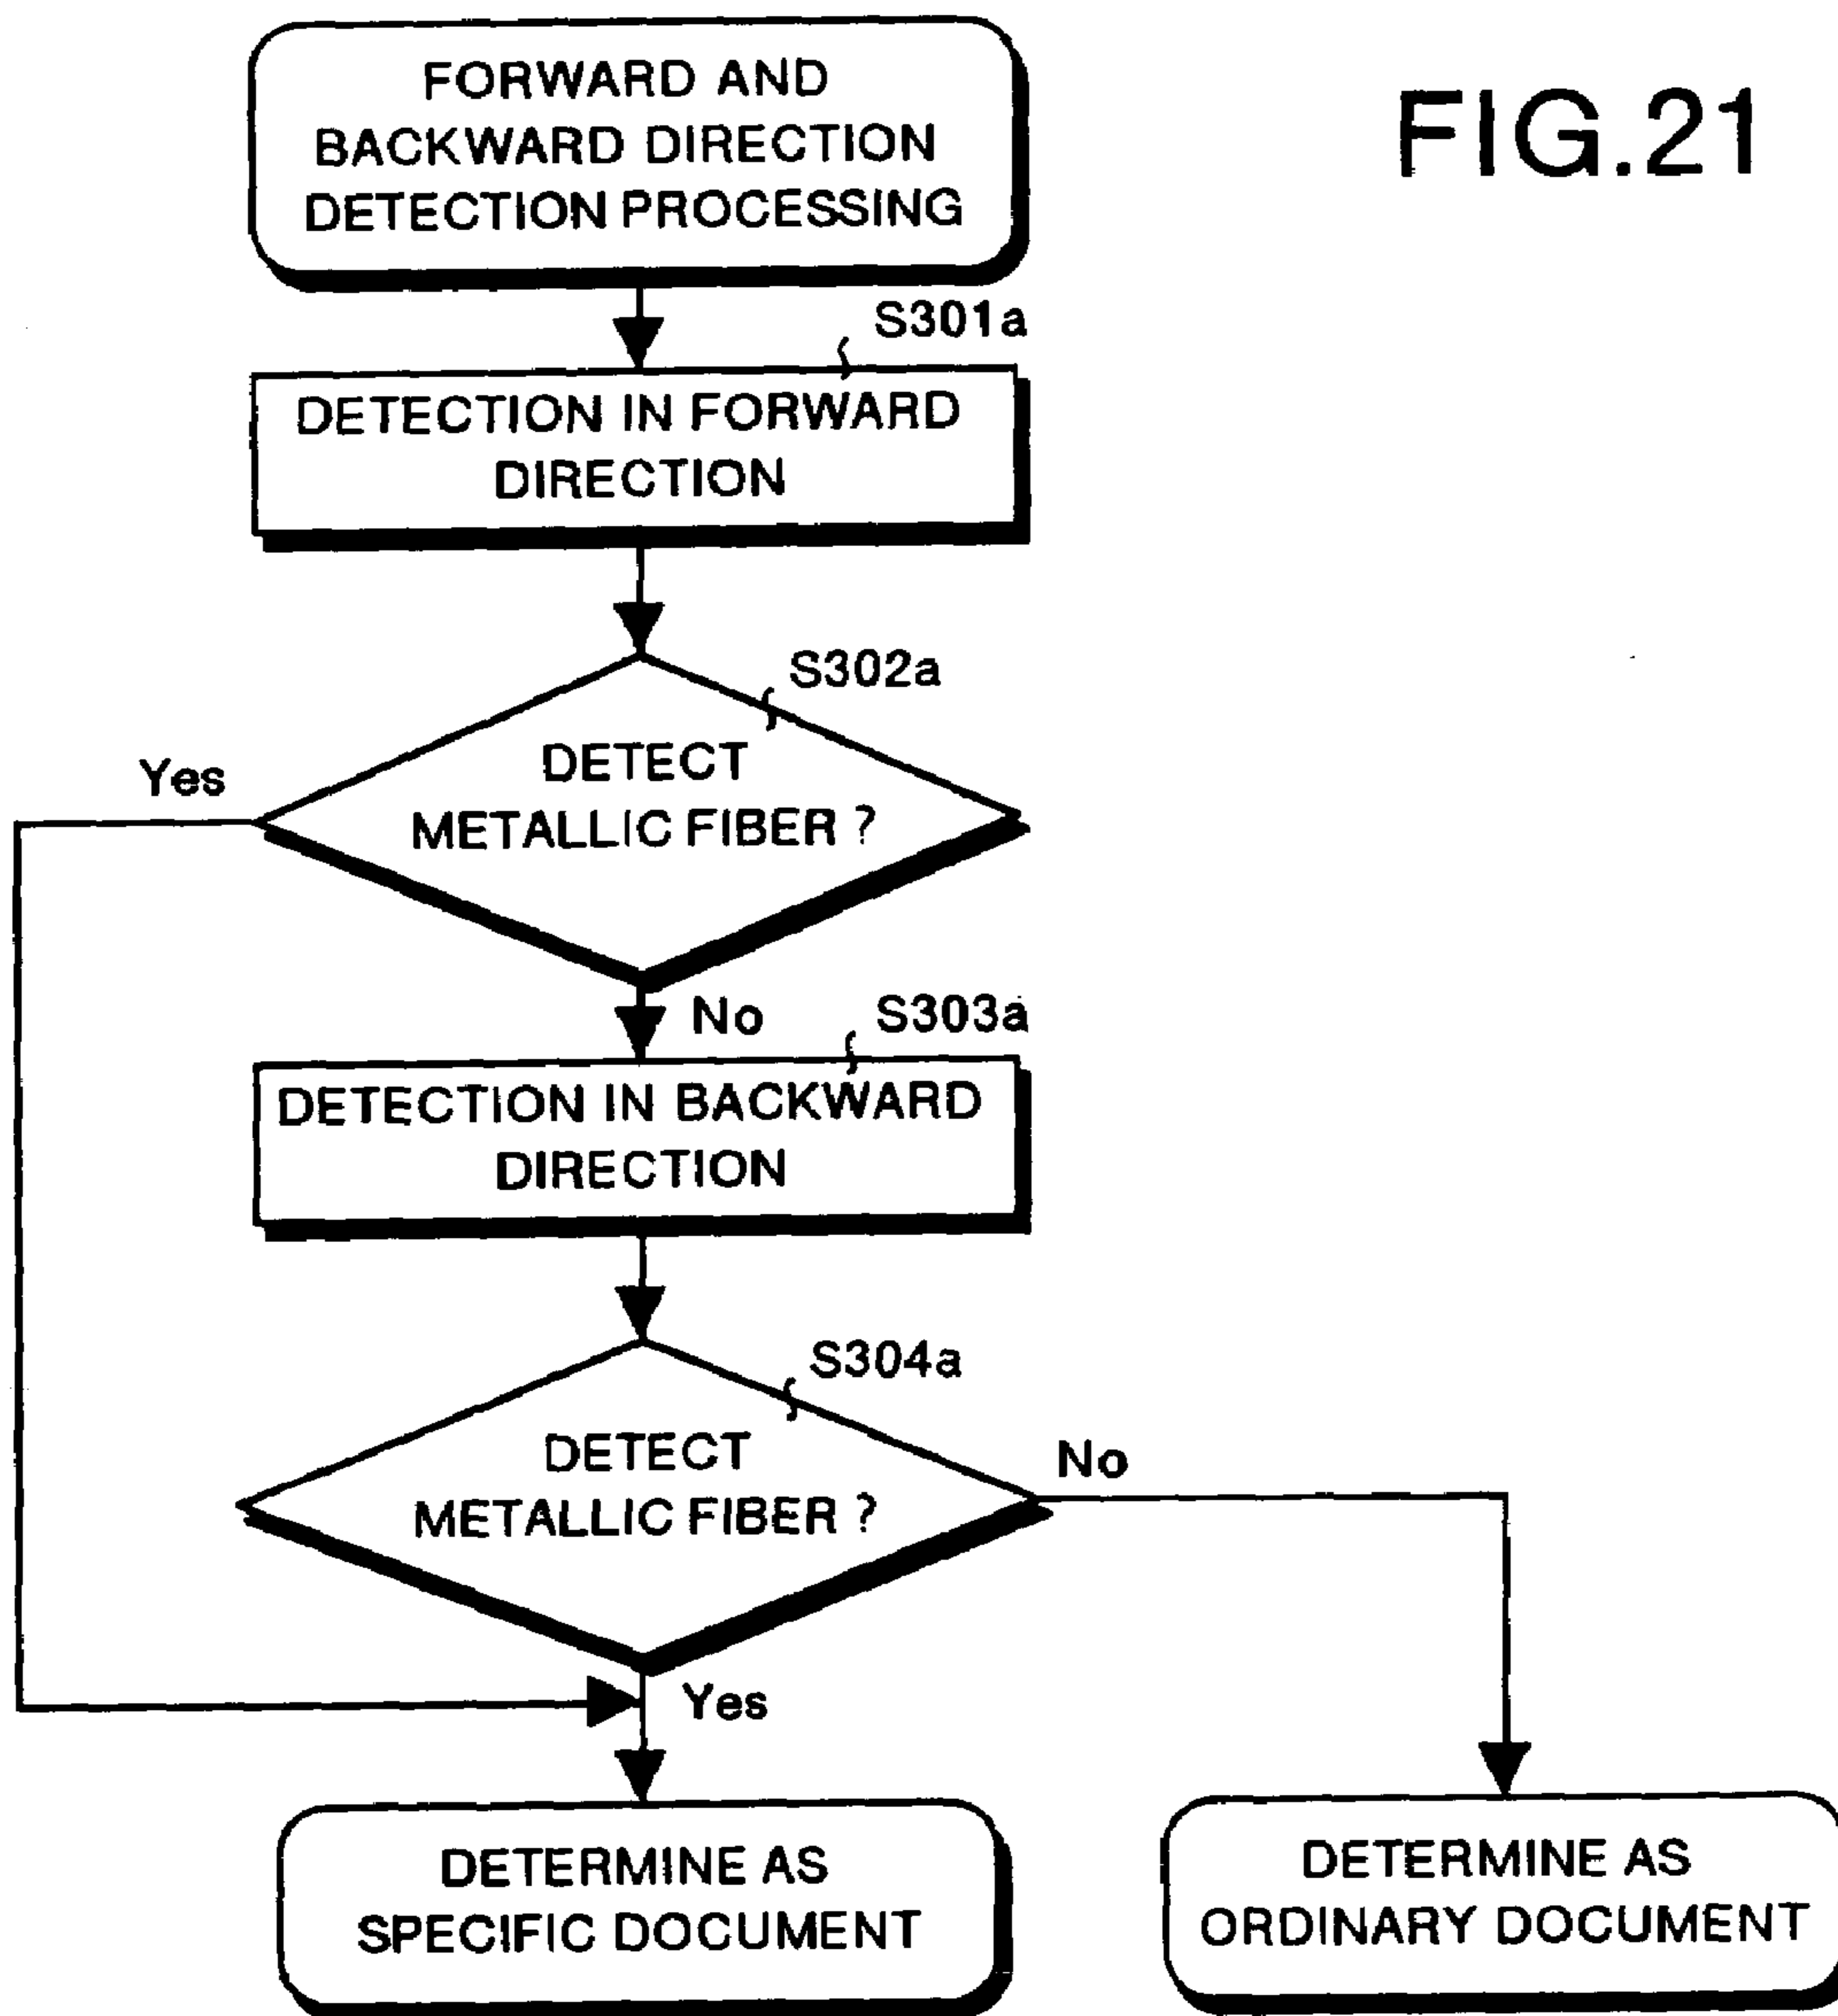 FIG.21
FORWARD AND
BACKWARD DIRECTION
DETECTION PROCESSING
S301a
DETECTION IN FORWARD
DIRECTION
S302a
Yes
DETECT
METALLIC FIBER ?
No
S303a
DETECTION IN BACKWARD
DIRECTION
S304a
DETECT
METALLIC FIBER ?
No
Yes
DETERMINE AS
SPECIFIC DOCUMENT
DETERMINE AS
ORDINARY DOCUMENT